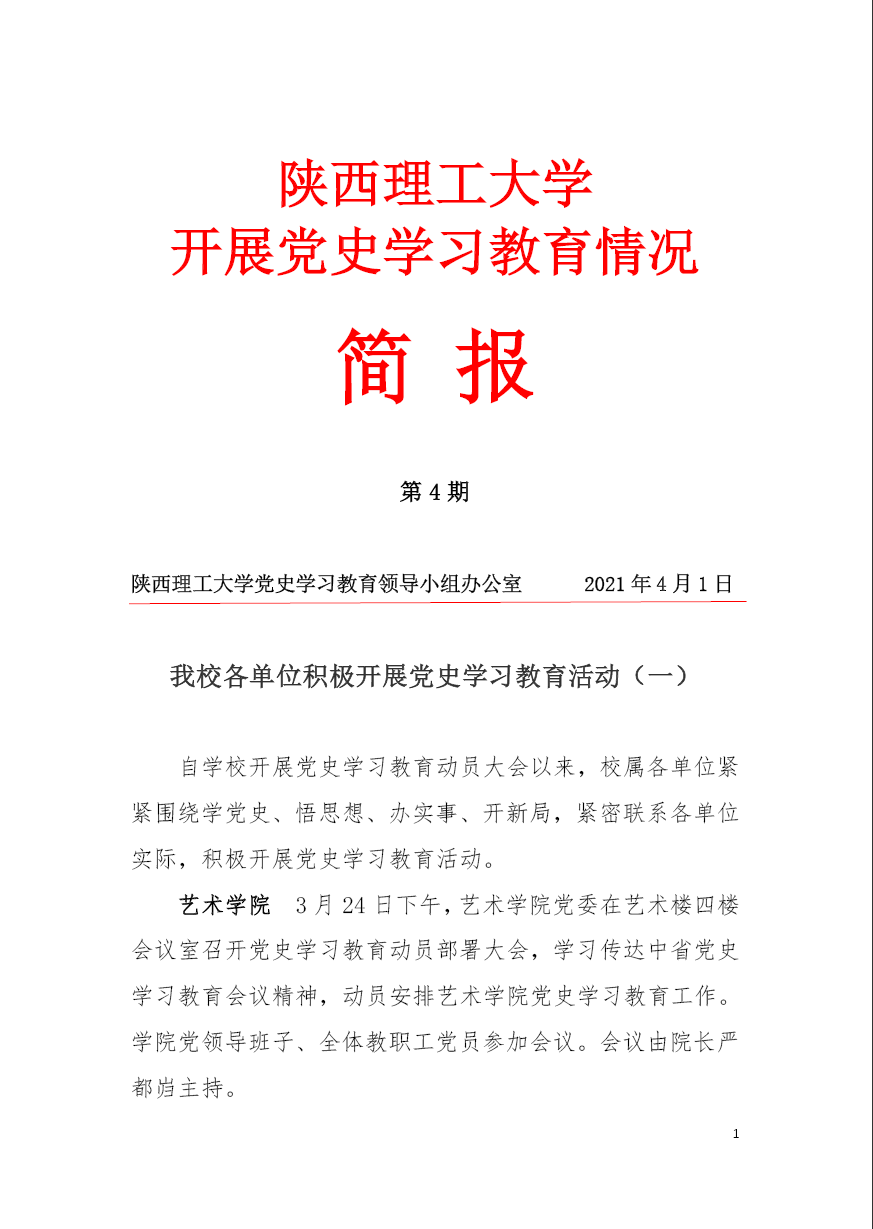 陕西理工大学
开展党史学习教育情况
简 报
第 4 期
陕西理工大学党史学习教育领导小组办公室 2021 年 4 月 1 日
我校各单位积极开展党史学习教育活动（一）
自学校开展党史学习教育动员大会以来，校属各单位紧
紧围绕学党史、悟思想、办实事、开新局，紧密联系各单位
实际，积极开展党史学习教育活动。
艺术学院 3 月 24 日下午，艺术学院党委在艺术楼四楼
会议室召开党史学习教育动员部署大会，学习传达中省党史
学习教育会议精神，动员安排艺术学院党史学习教育工作。
学院党领导班子、全体教职工党员参加会议。会议由院长严
都岿主持。
1